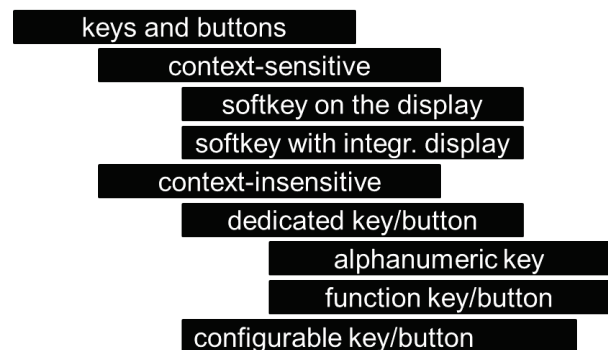 keys and buttons
context-sensitive
softkey on the display
softkey with integr. display
context-insensitive
dedicated key/button
alphanumeric key
function key/button
configurable key/button